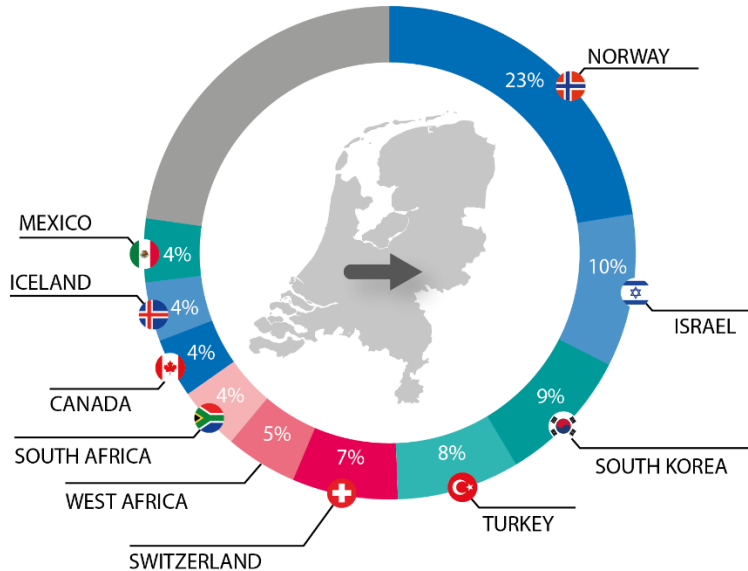 NORWAY
23%
10%
ISRAEL
9%
SOUTH KOREA
8%
TURKEY
7%
SWITZERLAND
5%
WEST AFRICA
4%
SOUTH AFRICA
4%
CANADA
4%
ICELAND
4%
MEXICO